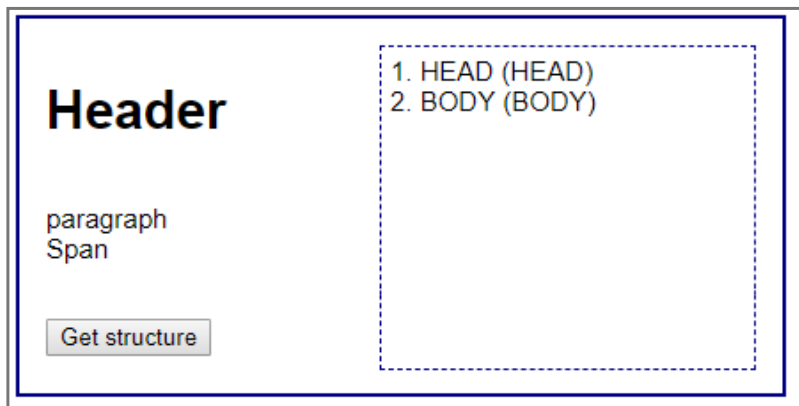 Header
paragraph
Span
Get structure
1. HEAD (HEAD)
2. BODY (BODY)